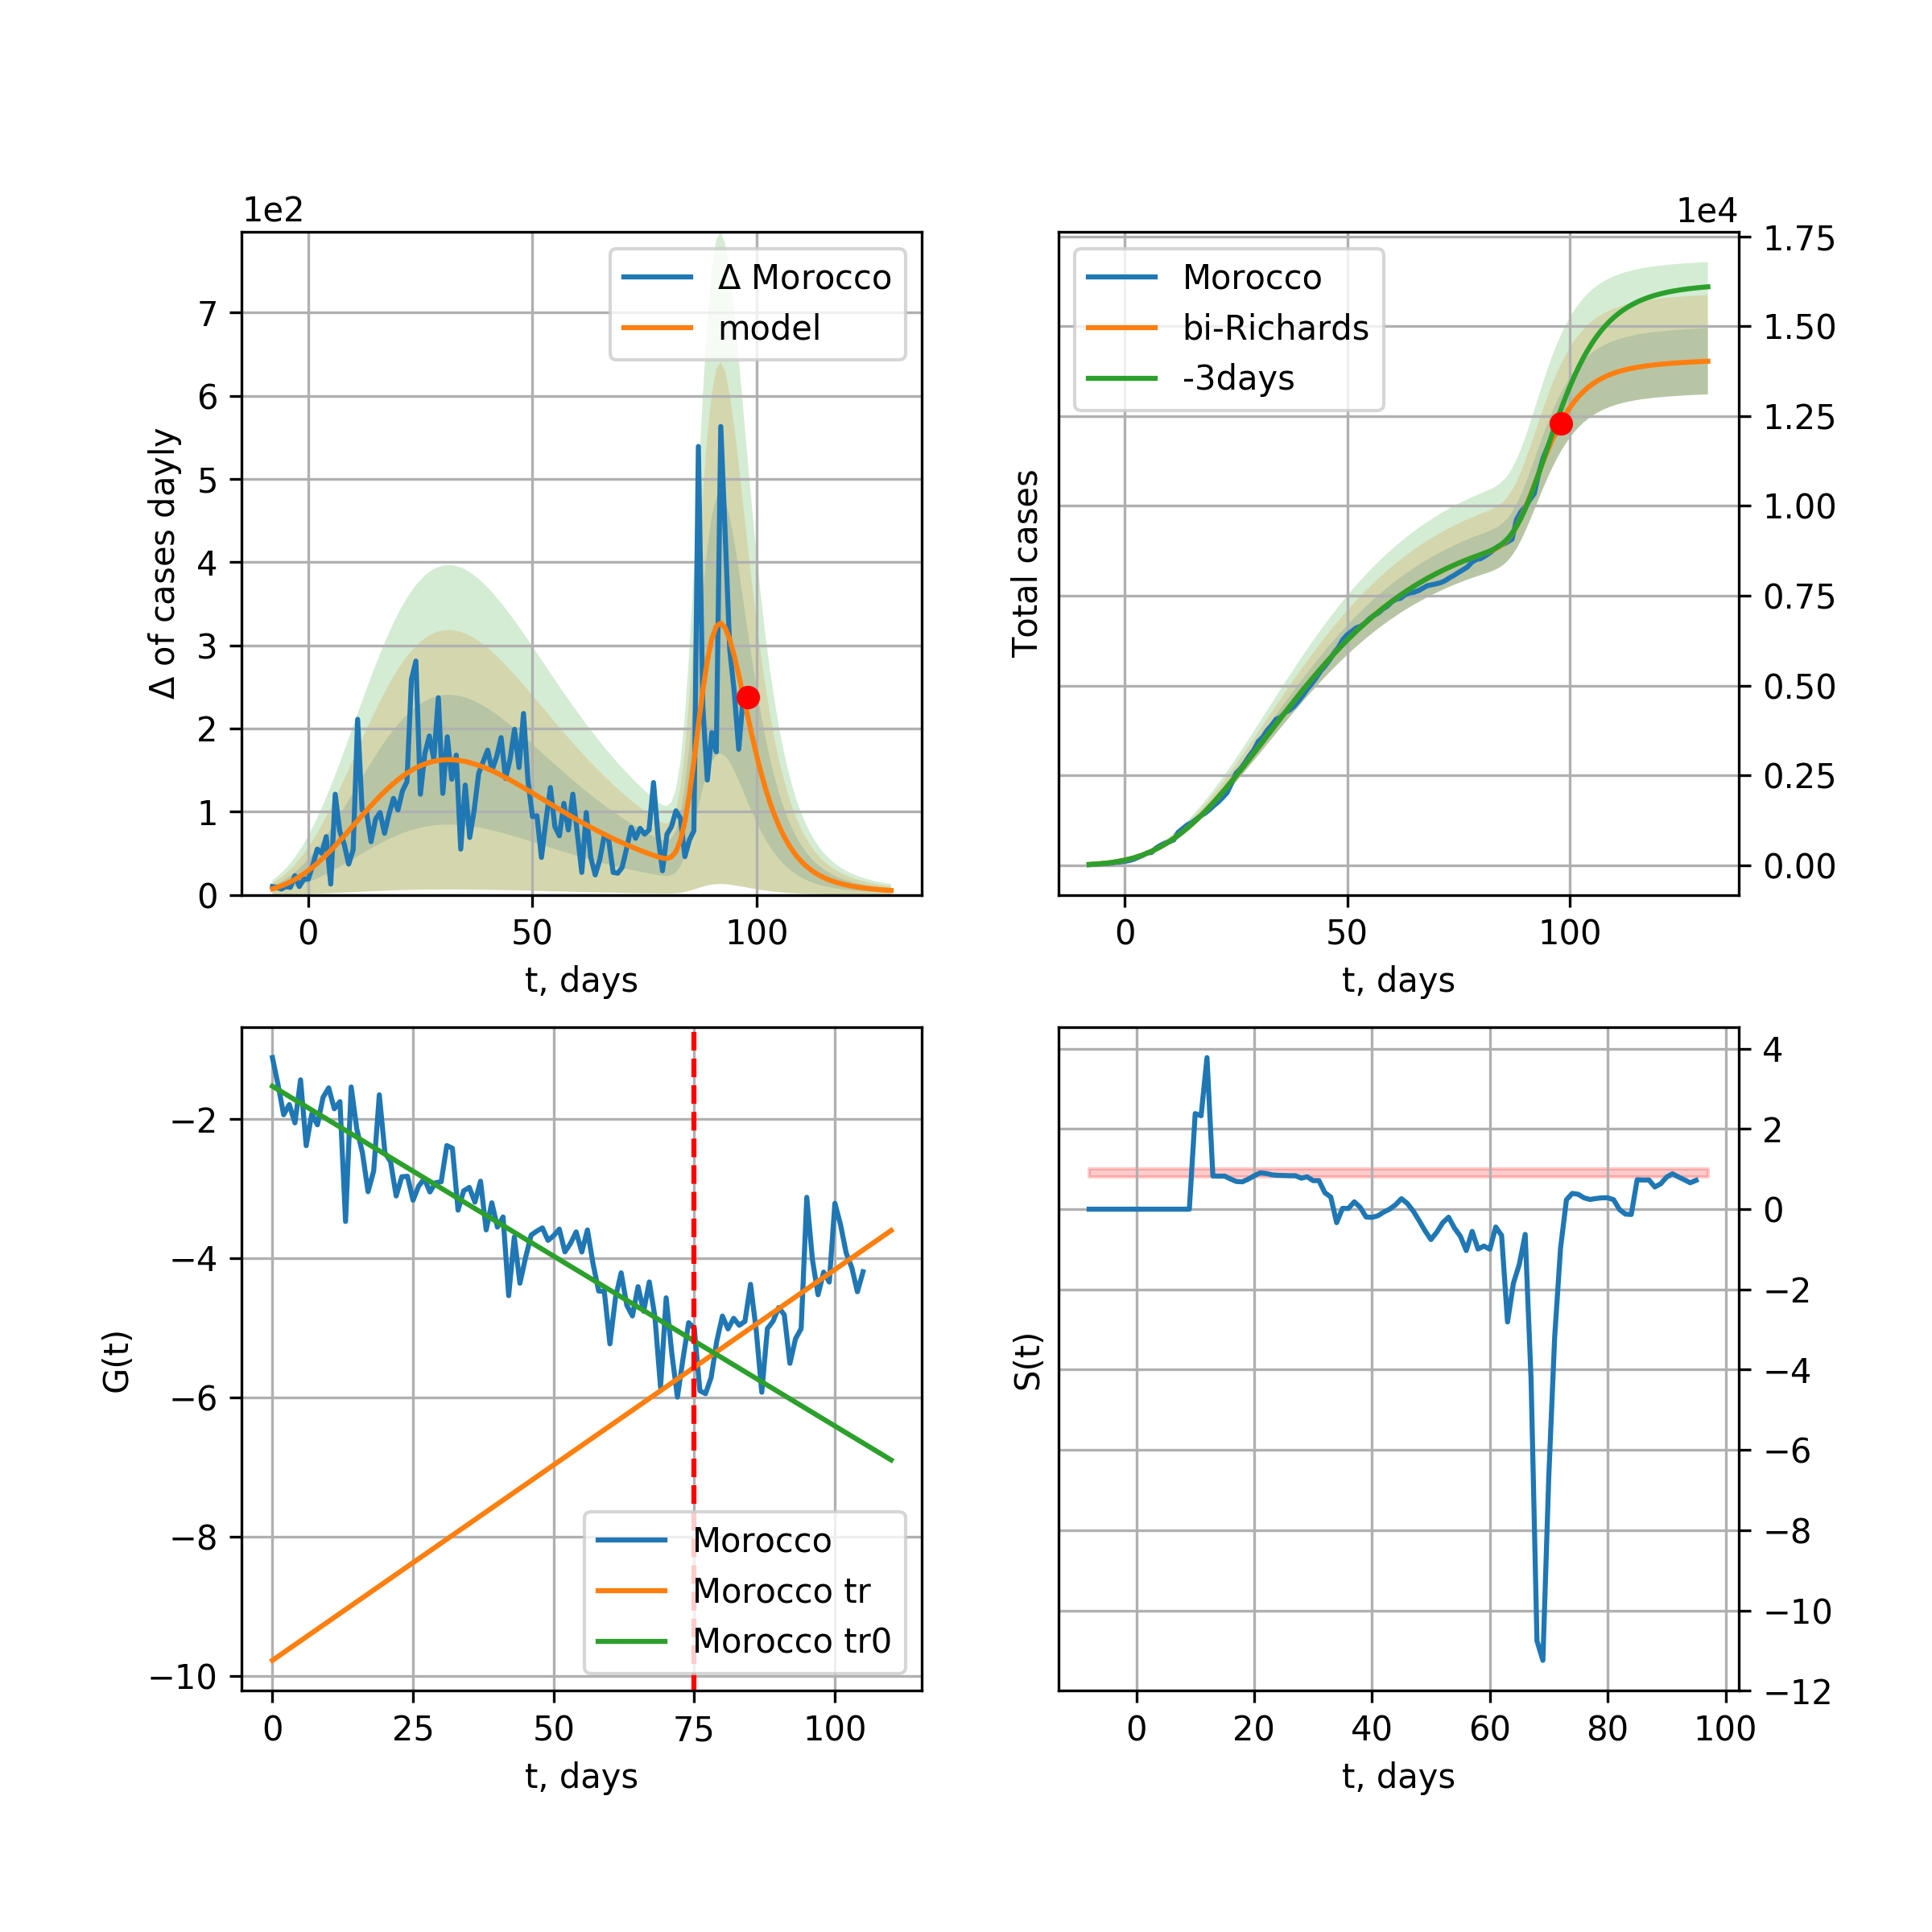 1e2
Δ of cases dayly
7
6
5
4
3
2
1
0
Δ Morocco
model
0 50 100
t, days
1e4
Total cases
Morocco
bi-Richards
-3days
1.75
1.50
1.25
1.00
0.75
0.50
0.25
0.00
0 50 100
t, days
G(t)
−2
−4
−6
−8
−10
Morocco
Morocco tr
Morocco tr0
0 25 50 75 100
t, days
S(t)
4
2
0
−2
−4
−6
−8
−10
−12
0 20 40 60 80 100
t, days